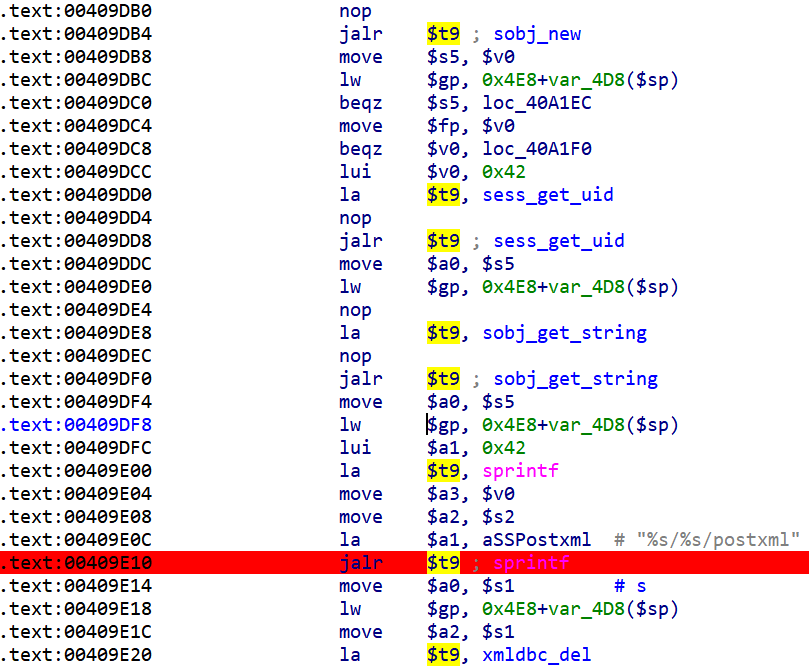 .text:00409DB0 nop
.text:00409DB4 jalr $t9 ; sobj_new
.text:00409DB8 move $s5, $v0
.text:00409DBC lw $gp, 0x4E8+var_4D8($sp)
.text:00409DC0 beqz $s5, loc_40A1EC
.text:00409DC4 move $fp, $v0
.text:00409DC8 beqz $v0, loc_40A1F0
.text:00409DCC lui $v0, 0x42
.text:00409DD0 la $t9, sess_get_uid
.text:00409DD4 nop
.text:00409DD8 jalr $t9 ; sess_get_uid
.text:00409DDC move $a0, $s5
.text:00409DE0 lw $gp, 0x4E8+var_4D8($sp)
.text:00409DE4 nop
.text:00409DE8 la $t9, sobj_get_string
.text:00409DEC nop
.text:00409DF0 jalr $t9 ; sobj_get_string
.text:00409DF4 move $a0, $s5
.text:00409DF8 lw $gp, 0x4E8+var_4D8($sp)
.text:00409DFC lui $a1, 0x42
.text:00409E00 la $t9, sprintf
.text:00409E04 move $a3, $v0
.text:00409E08 move $a2, $s2
.text:00409E0C la $a1, aSSPostxml # "%s/%s/postxml"
.text:00409E10 jalr $t9 ; sprintf
.text:00409E14 move $a0, $s1 # s
.text:00409E18 lw $gp, 0x4E8+var_4D8($sp)
.text:00409E1C move $a2, $s1
.text:00409E20 la $t9, xmldbc_del